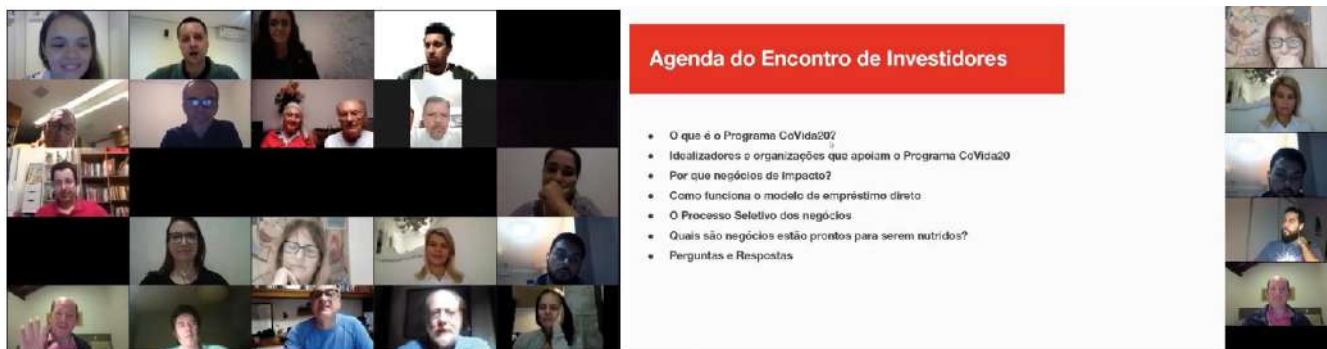 Agenda do Encontro de Investidores
• O que é o Programa CoVida20?
• Idealizadores e organizações que apoiam o Programa CoVida20
• Por que negócios de impacto?
• Como funciona o modelo de empréstimo direto
• O Processo Seletivo dos negócios
• Quais são negócios estão prontos para serem nutridos?
• Perguntas e Respostas